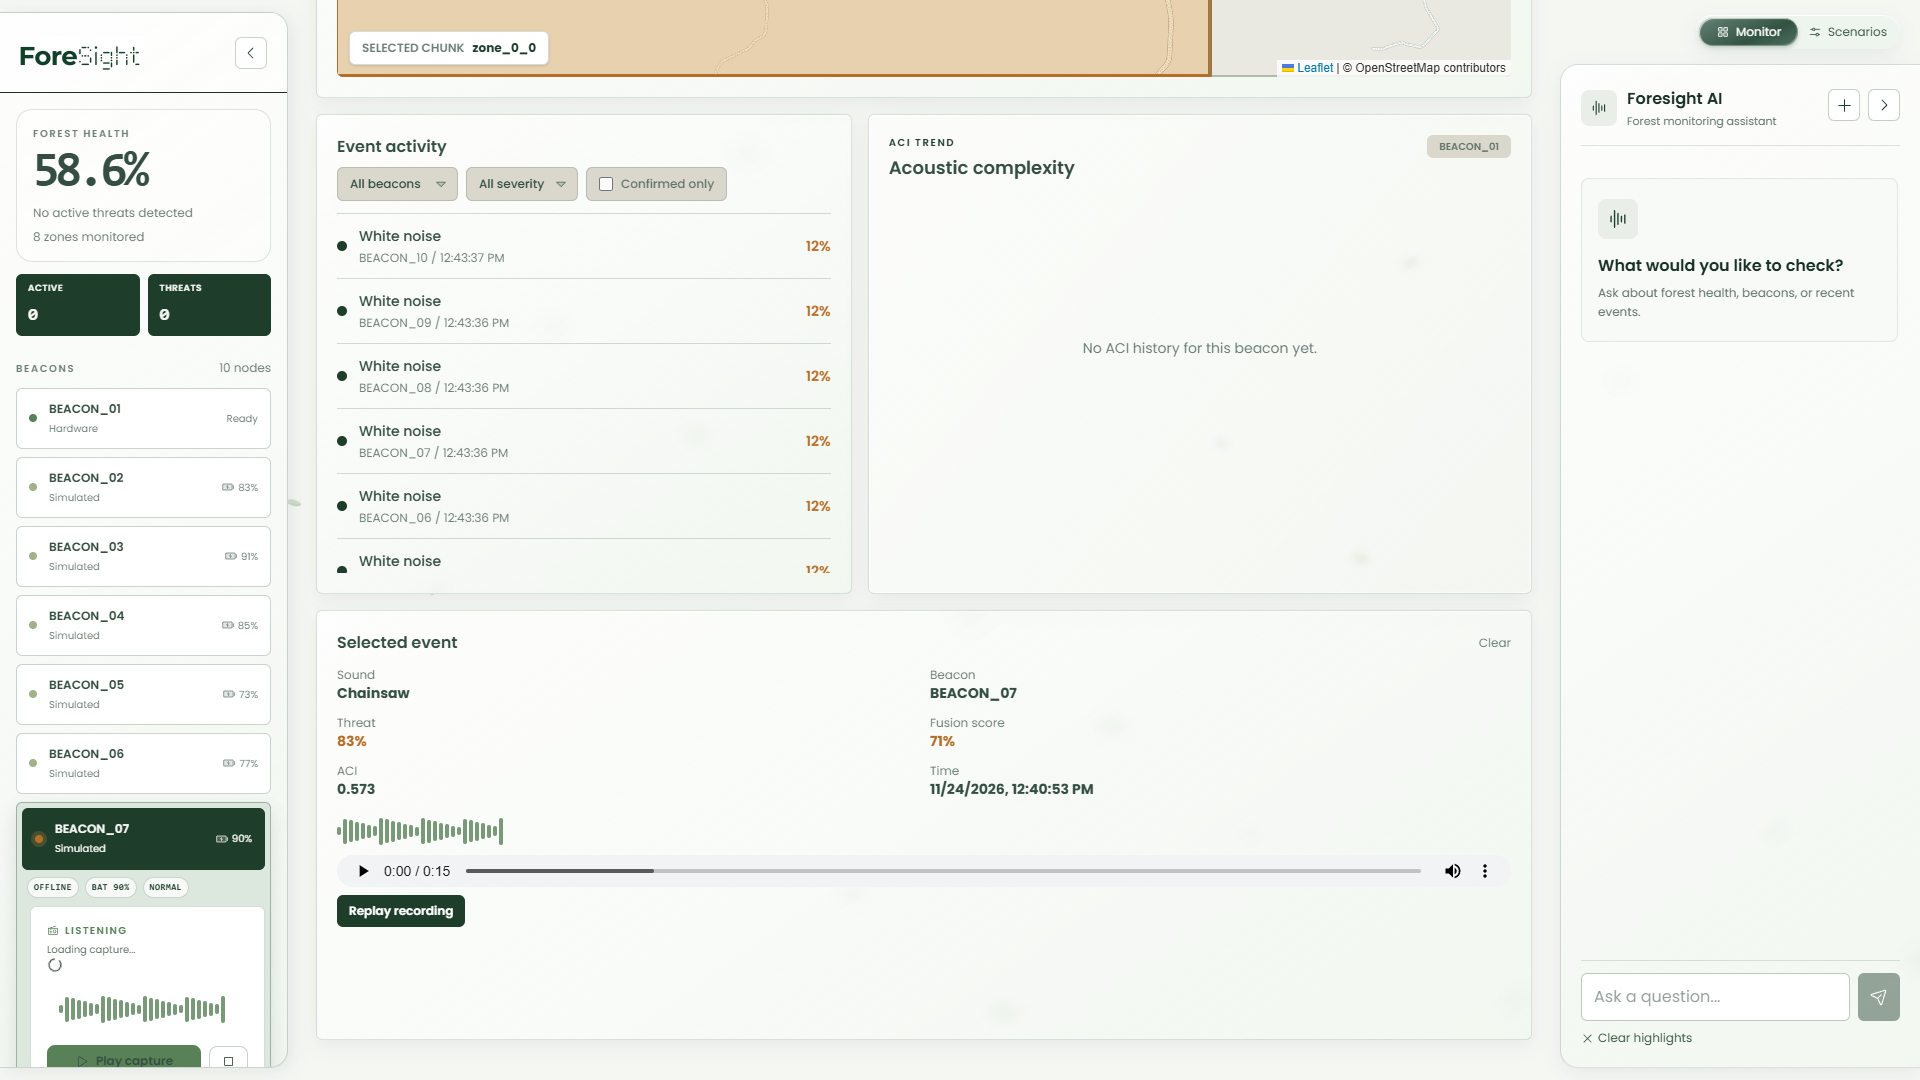 ForeSight
FOREST HEALTH
58.6%
No active threats detected
8 zones monitored
ACTIVE
0
THREATS
0
BEACONS
10 nodes
BEACON_01
Hardware
Ready
BEACON_02
Simulated
83%
BEACON_03
Simulated
91%
BEACON_04
Simulated
85%
BEACON_05
Simulated
73%
BEACON_06
Simulated
77%
BEACON_07
Simulated
90%
OFFLINE
BAT 90%
NORMAL
LISTENING
Loading capture...
Play capture
SELECTED CHUNK zone_0_0
Leaflet | © OpenStreetMap contributors
Event activity
All beacons
All severity
Confirmed only
White noise
BEACON_10 / 12:43:37 PM
12%
White noise
BEACON_09 / 12:43:36 PM
12%
White noise
BEACON_08 / 12:43:36 PM
12%
White noise
BEACON_07 / 12:43:36 PM
12%
White noise
BEACON_06 / 12:43:36 PM
12%
White noise
12%
ACI TREND
Acoustic complexity
BEACON_01
No ACI history for this beacon yet.
Selected event
Clear
Sound
Chainsaw
Beacon
BEACON_07
Threat
83%
Fusion score
71%
ACI
0.573
Time
11/24/2026, 12:40:53 PM
0:00 / 0:15
Replay recording
Monitor
Scenarios
Foresight AI
Forest monitoring assistant
What would you like to check?
Ask about forest health, beacons, or recent
events.
Ask a question...
Clear highlights